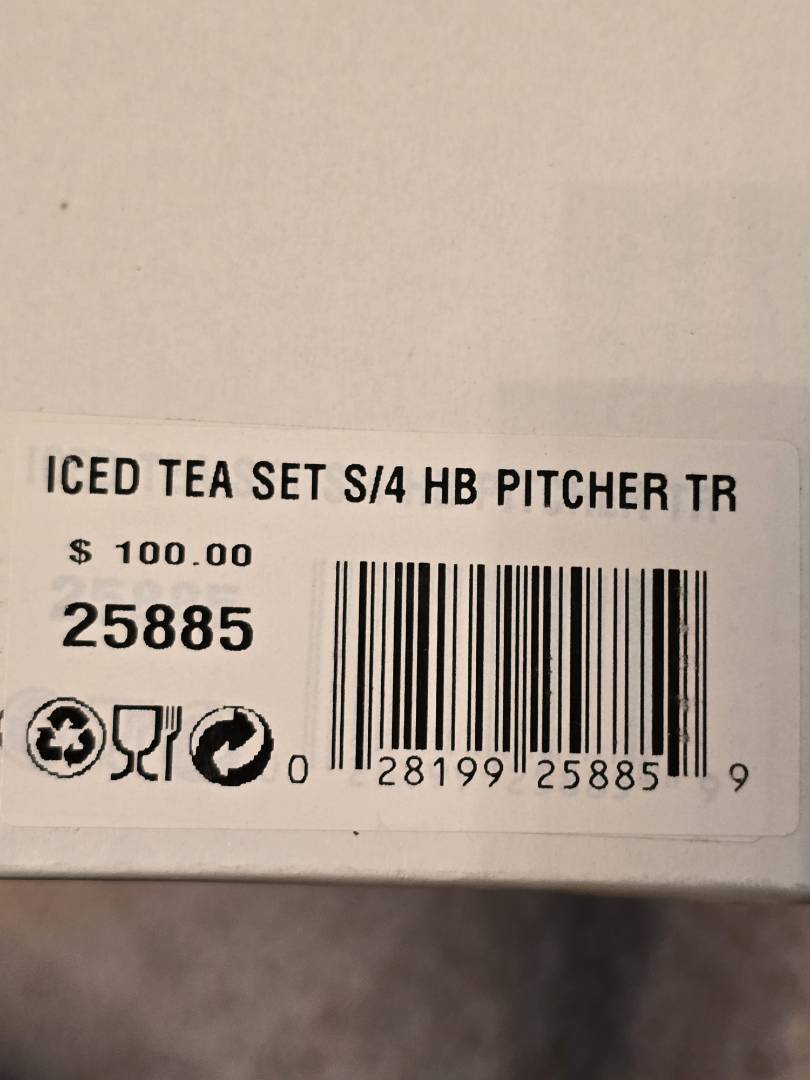 ICED TEA SET S/4 HB PITCHER TR
$ 100.00
25885
0 28199 25885 9